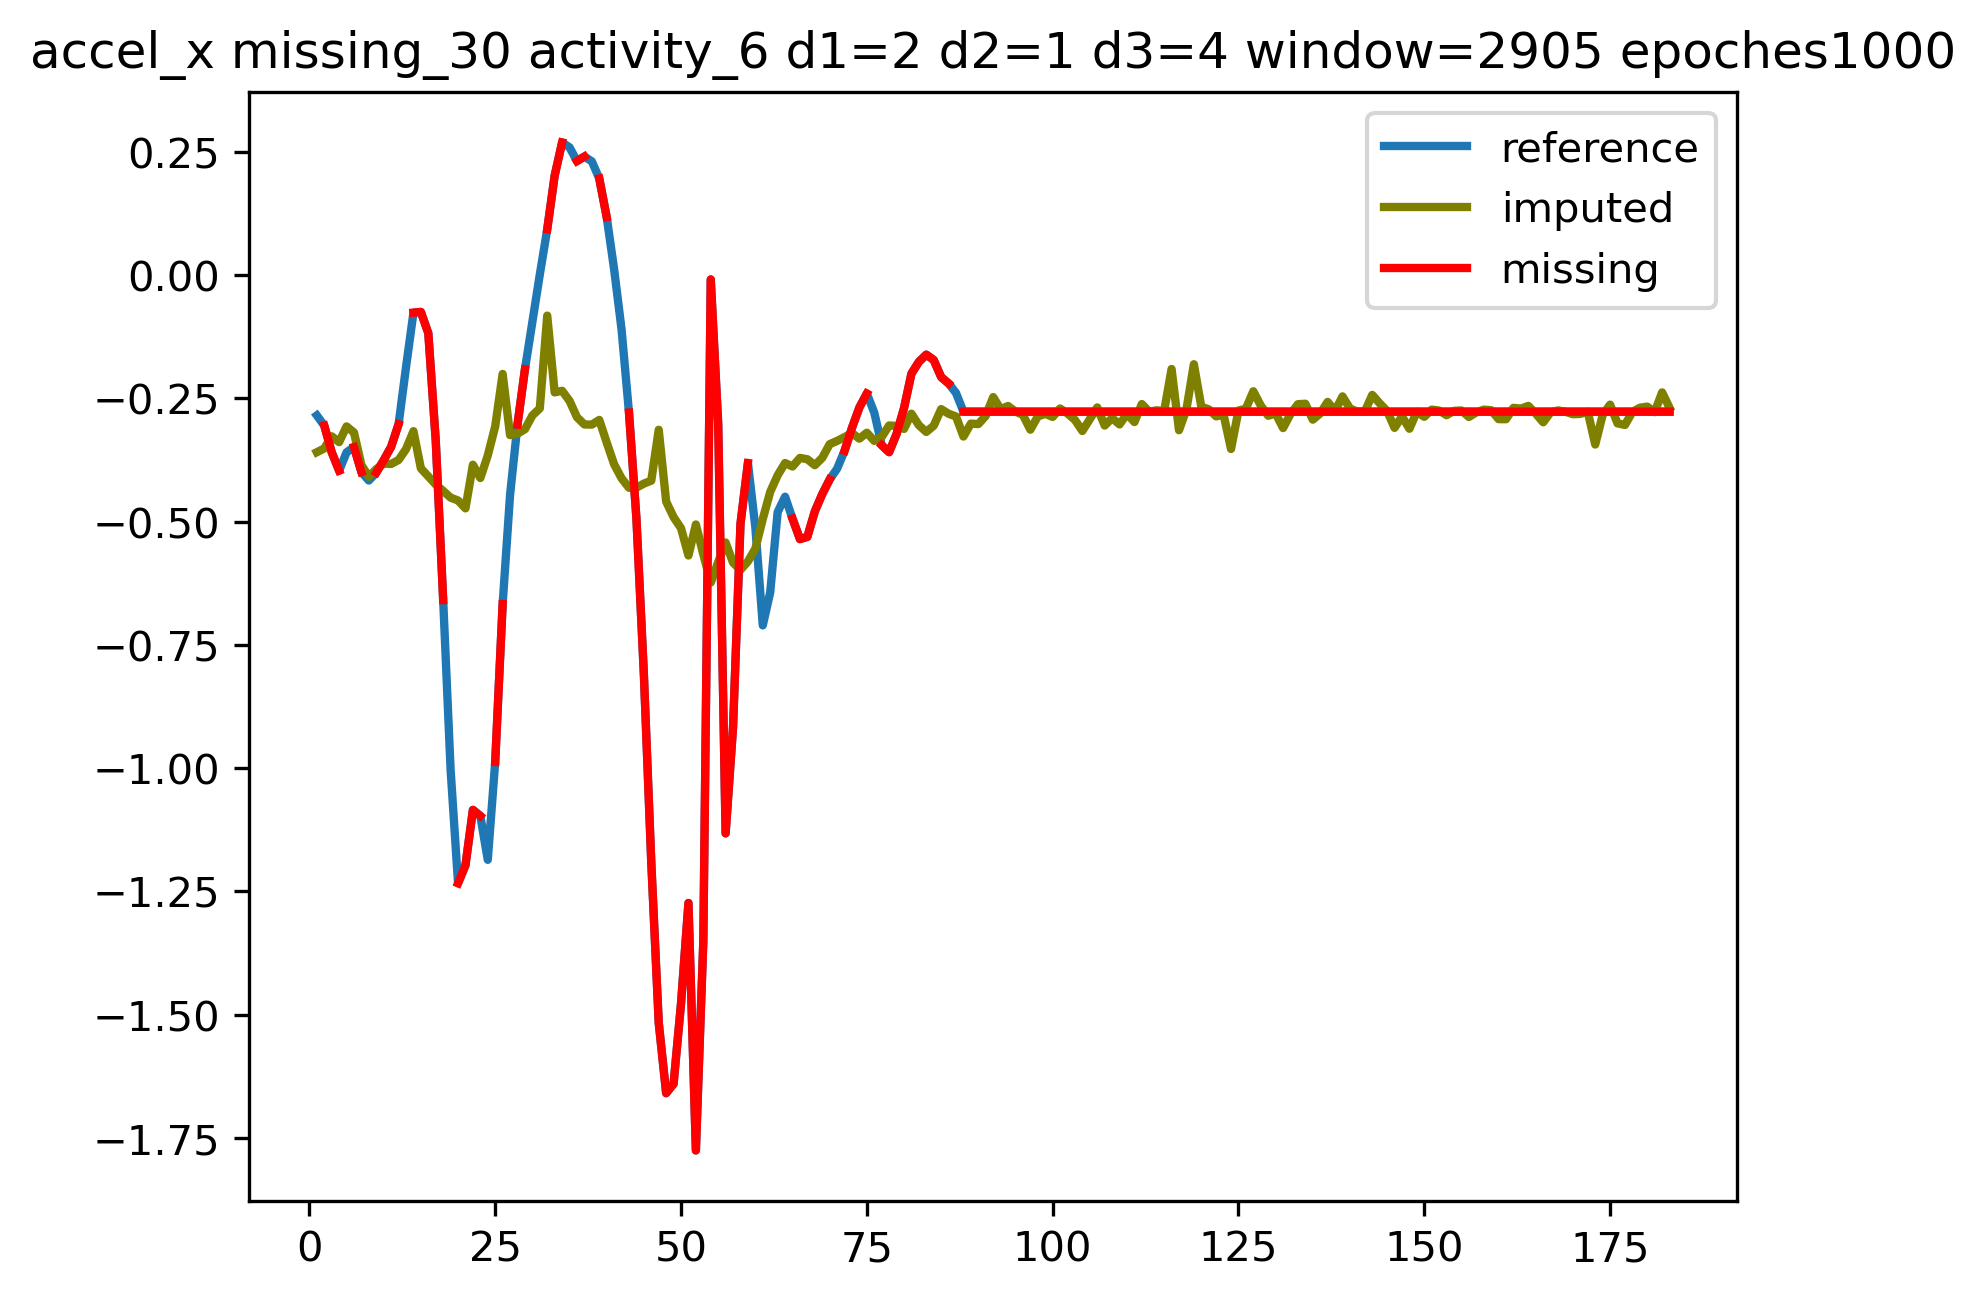 accel_x missing_30 activity_6 d1=2 d2=1 d3=4 window=2905 epoches1000
reference
imputed
missing
0.25
0.00
−0.25
−0.50
−0.75
−1.00
−1.25
−1.50
−1.75
0 25 50 75 100 125 150 175